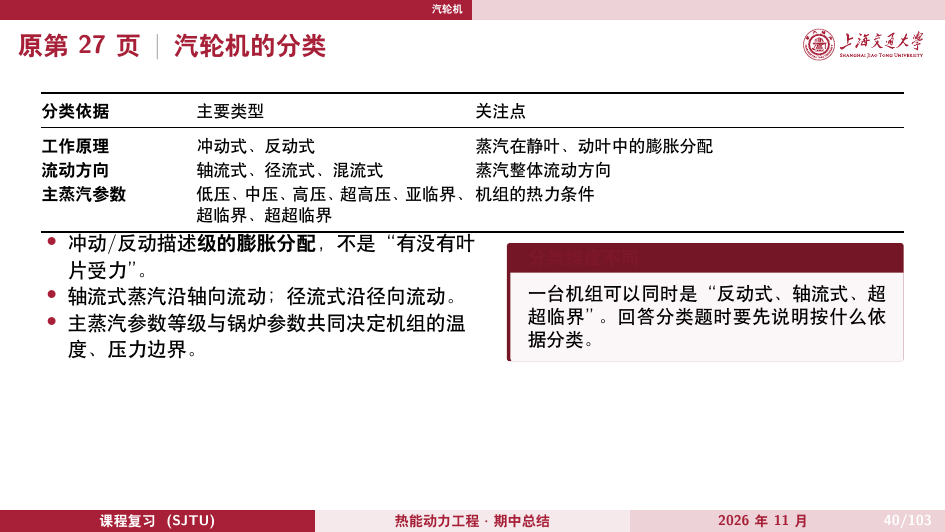 汽轮机
原第 27 页 | 汽轮机的分类
上海交通大学
SHANGHAI JIAO TONG UNIVERSITY
分类依据 主要类型 关注点
工作原理 冲动式、反动式 蒸汽在静叶、动叶中的膨胀分配
流动方向 轴流式、径流式、混流式 蒸汽整体流动方向
主蒸汽参数 低压、中压、高压、超高压、亚临界、 机组的热力条件
超临界、超超临界
• 冲动/反动描述级的膨胀分配，不是“有没有叶
片受力”。
• 轴流式蒸汽沿轴向流动；径流式沿径向流动。
• 主蒸汽参数等级与锅炉参数共同决定机组的温
度、压力边界。
一台机组可以同时是“反动式、轴流式、超
超临界”。回答分类题时要先说明按什么依
据分类。
课程复习 (SJTU)
热能动力工程 · 期中总结
2026 年 11 月
40/103